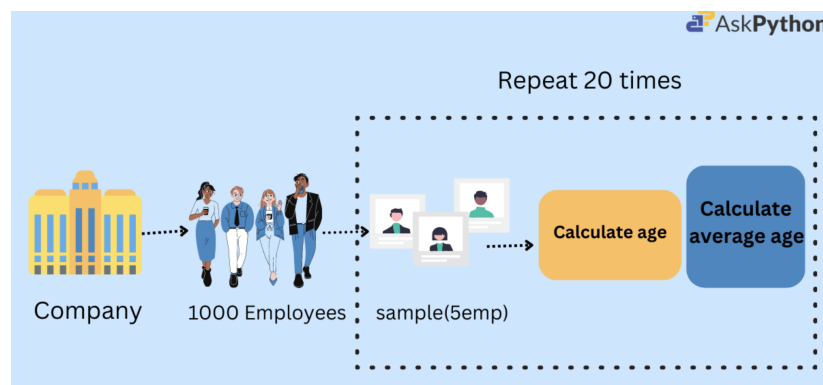 AskPython
Repeat 20 times
Calculate age
Calculate
average age
Company
1000 Employees
sample(5emp)